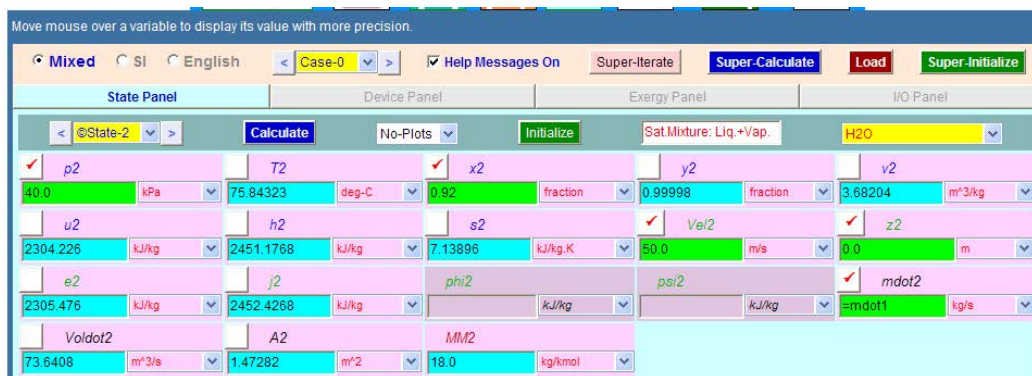 Move mouse over a variable to display its value with more precision.
Mixed SI English < Case-0 > Help Messages On Super-Iterate Super-Calculate Load Super-Initialize
State Panel Device Panel Exergy Panel I/O Panel
< ©State-2 > Calculate No-Plots Initialize Sat.Mixture: Liq.+Vap. H2O
p2 T2 x2 y2 v2
40.0 kPa 75.84323 deg-C 0.92 fraction 0.99998 fraction 3.68204 m^3/kg
u2 h2 s2 Vel2 z2
2304.226 kJ/kg 2451.1768 kJ/kg 7.13896 kJ/kg.K 50.0 m/s 0.0 m
e2 j2 phi2 psi2 mdot2
2305.476 kJ/kg 2452.4268 kJ/kg kJ/kg kJ/kg =mdot1 kg/s
Voldot2 A2 MM2
73.6408 m^3/s 1.47282 m^2 18.0 kg/kmol